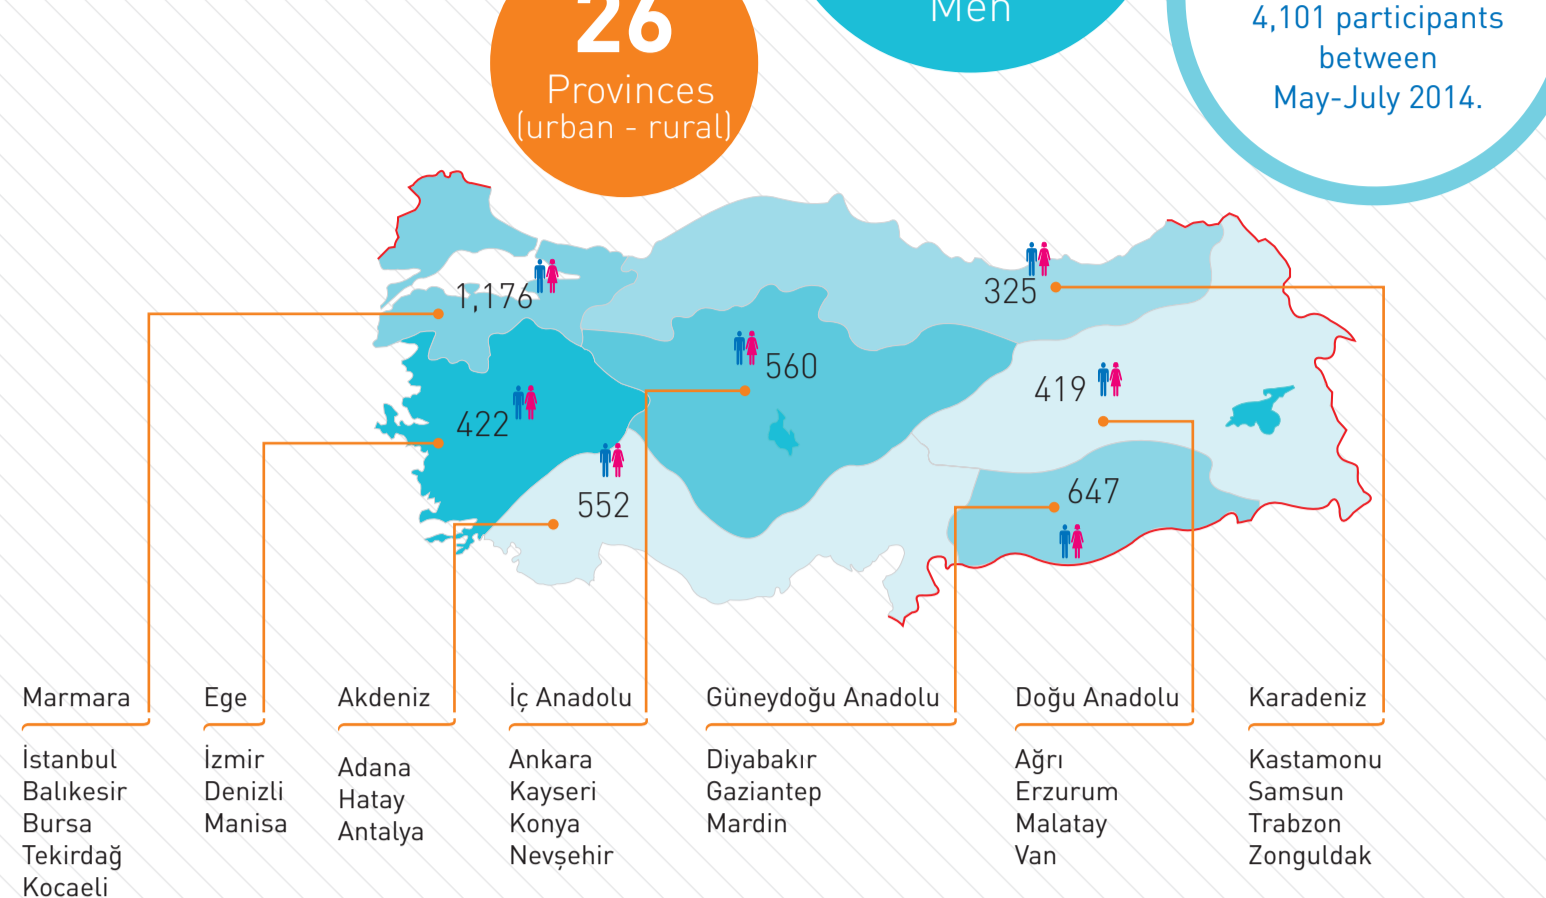 26
Provinces
(urban - rural)
Men
4,101 participants
between
May-July 2014.
1,176
325
560
419
422
552
647
Marmara
İstanbul
Balıkesir
Bursa
Tekirdağ
Kocaeli
Ege
İzmir
Denizli
Manisa
Akdeniz
Adana
Hatay
Antalya
İç Anadolu
Ankara
Kayseri
Konya
Nevşehir
Güneydoğu Anadolu
Diyabakır
Gaziantep
Mardin
Doğu Anadolu
Ağrı
Erzurum
Malatay
Van
Karadeniz
Kastamonu
Samsun
Trabzon
Zonguldak